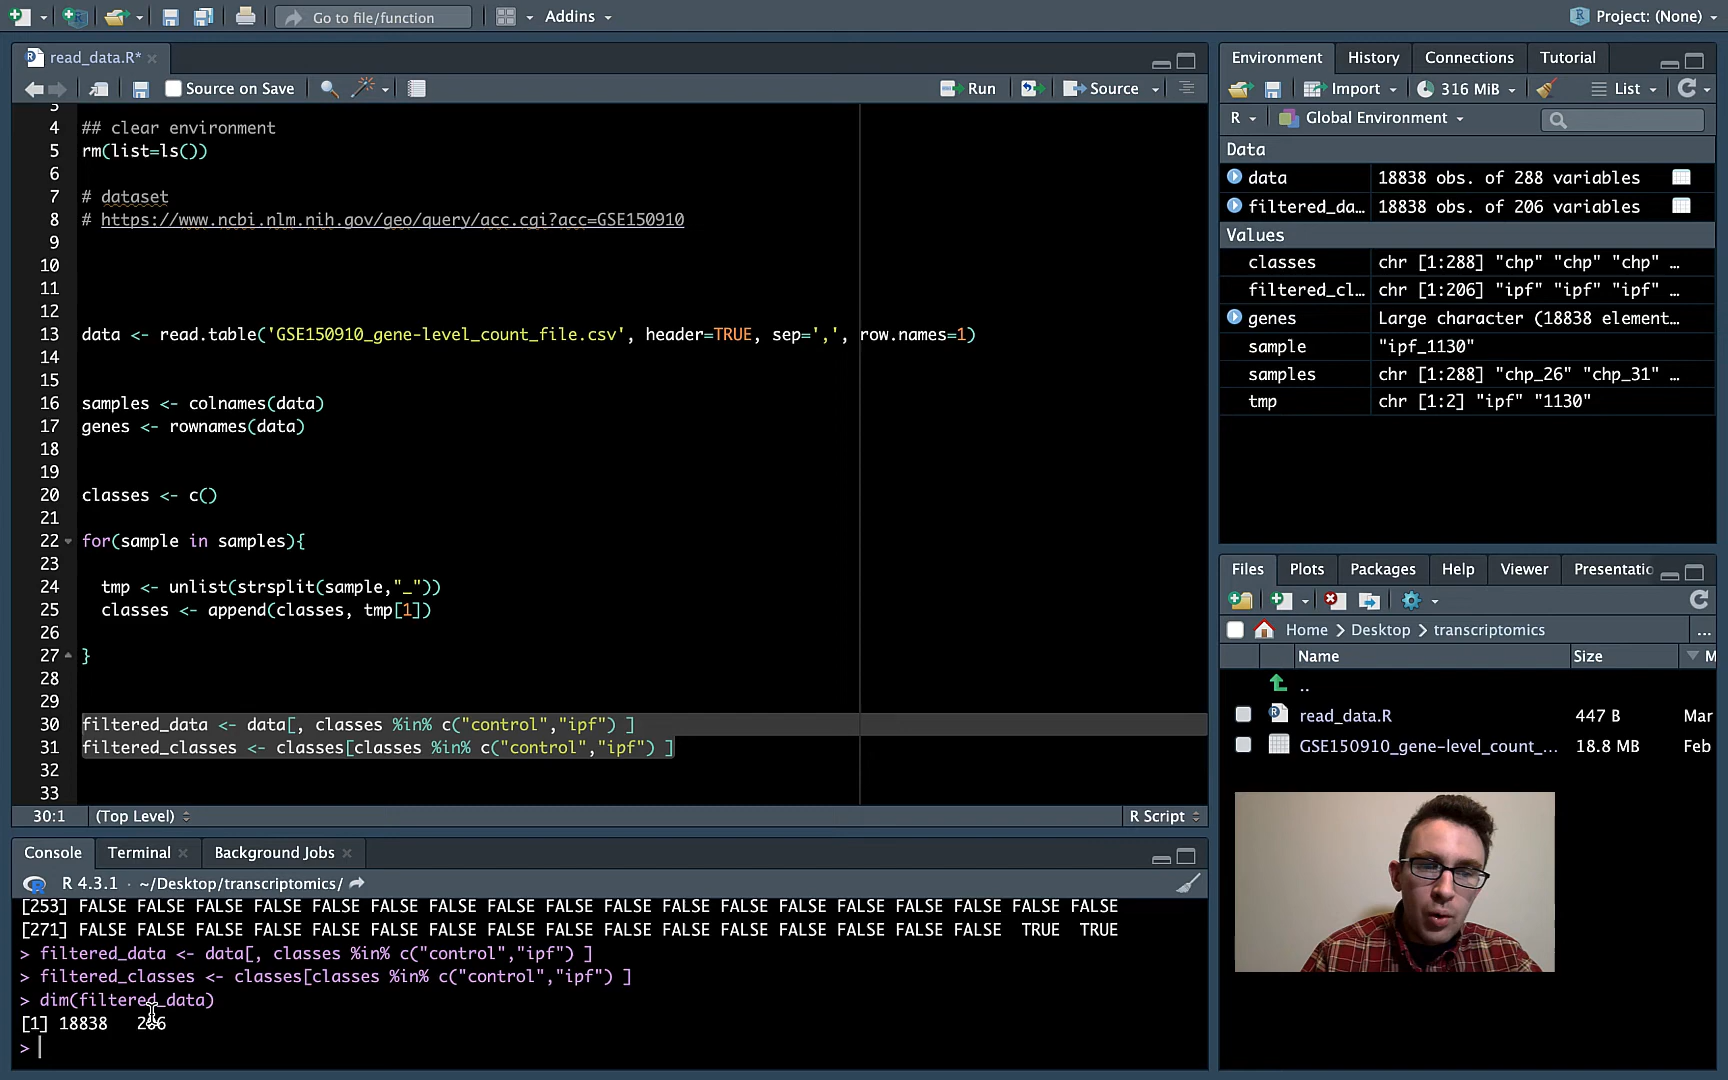 Go to file/function
Addins
Project: (None)
read_data.R*
Source on Save
Run
Source
3
4 ## clear environment
5 rm(list=ls())
6
7 # dataset
8 # https://www.ncbi.nlm.nih.gov/geo/query/acc.cgi?acc=GSE150910
9
10
11
12
13 data <- read.table('GSE150910_gene-level_count_file.csv', header=TRUE, sep=',', row.names=1)
14
15
16 samples <- colnames(data)
17 genes <- rownames(data)
18
19
20 classes <- c()
21
22 for(sample in samples){
23
24 tmp <- unlist(strsplit(sample,"_"))
25 classes <- append(classes, tmp[1])
26
27 }
28
29
30 filtered_data <- data[, classes %in% c("control","ipf") ]
31 filtered_classes <- classes[classes %in% c("control","ipf") ]
32
33
30:1 (Top Level) R Script
Console Terminal Background Jobs
R 4.3.1 · ~/Desktop/transcriptomics/
[253] FALSE FALSE FALSE FALSE FALSE FALSE FALSE FALSE FALSE FALSE FALSE FALSE FALSE FALSE FALSE FALSE FALSE FALSE
[271] FALSE FALSE FALSE FALSE FALSE FALSE FALSE FALSE FALSE FALSE FALSE FALSE FALSE FALSE FALSE FALSE TRUE TRUE
> filtered_data <- data[, classes %in% c("control","ipf") ]
> filtered_classes <- classes[classes %in% c("control","ipf") ]
> dim(filtered_data)
[1] 18838 206
>
Environment History Connections Tutorial
Import 316 MiB List
R Global Environment
Data
data 18838 obs. of 288 variables
filtered_da… 18838 obs. of 206 variables
Values
classes chr [1:288] "chp" "chp" "chp" …
filtered_cl… chr [1:206] "ipf" "ipf" "ipf" …
genes Large character (18838 element…
sample "ipf_1130"
samples chr [1:288] "chp_26" "chp_31" …
tmp chr [1:2] "ipf" "1130"
Files Plots Packages Help Viewer Presentatio
Home Desktop transcriptomics ...
Name Size M
..
read_data.R 447 B Mar
GSE150910_gene-level_count_… 18.8 MB Feb